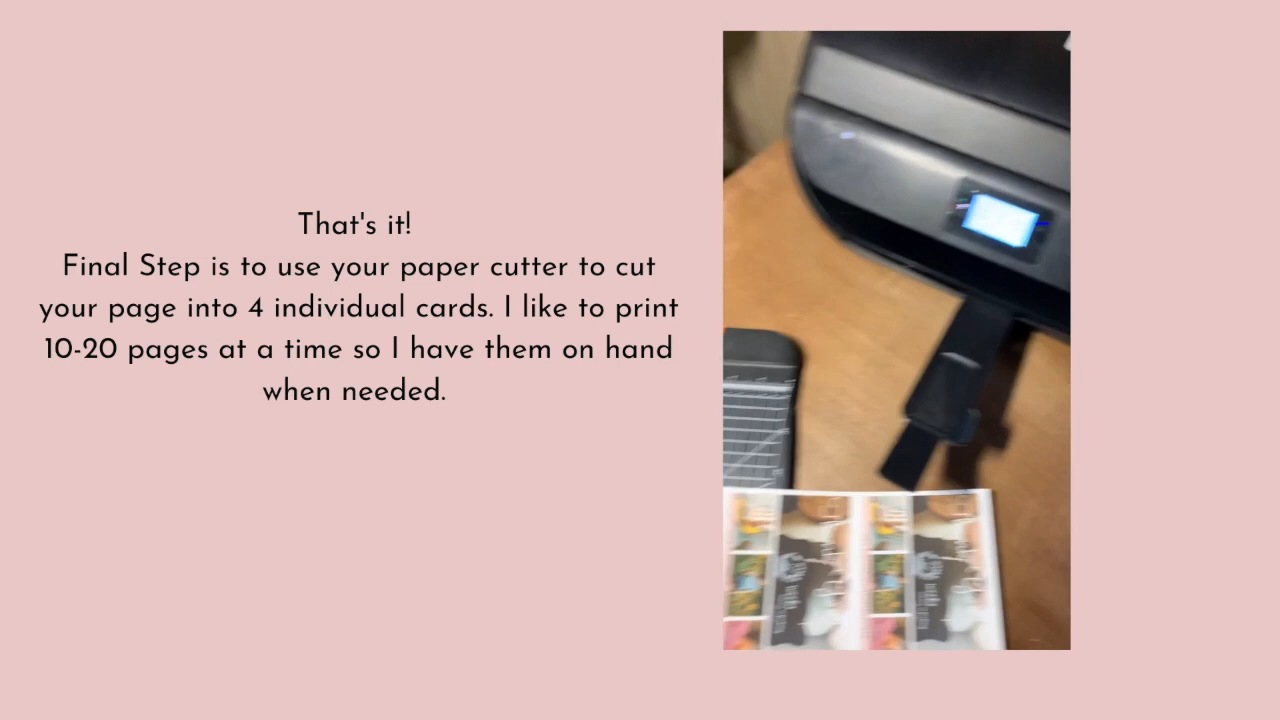 That's it!
Final Step is to use your paper cutter to cut
your page into 4 individual cards. I like to print
10-20 pages at a time so I have them on hand
when needed.